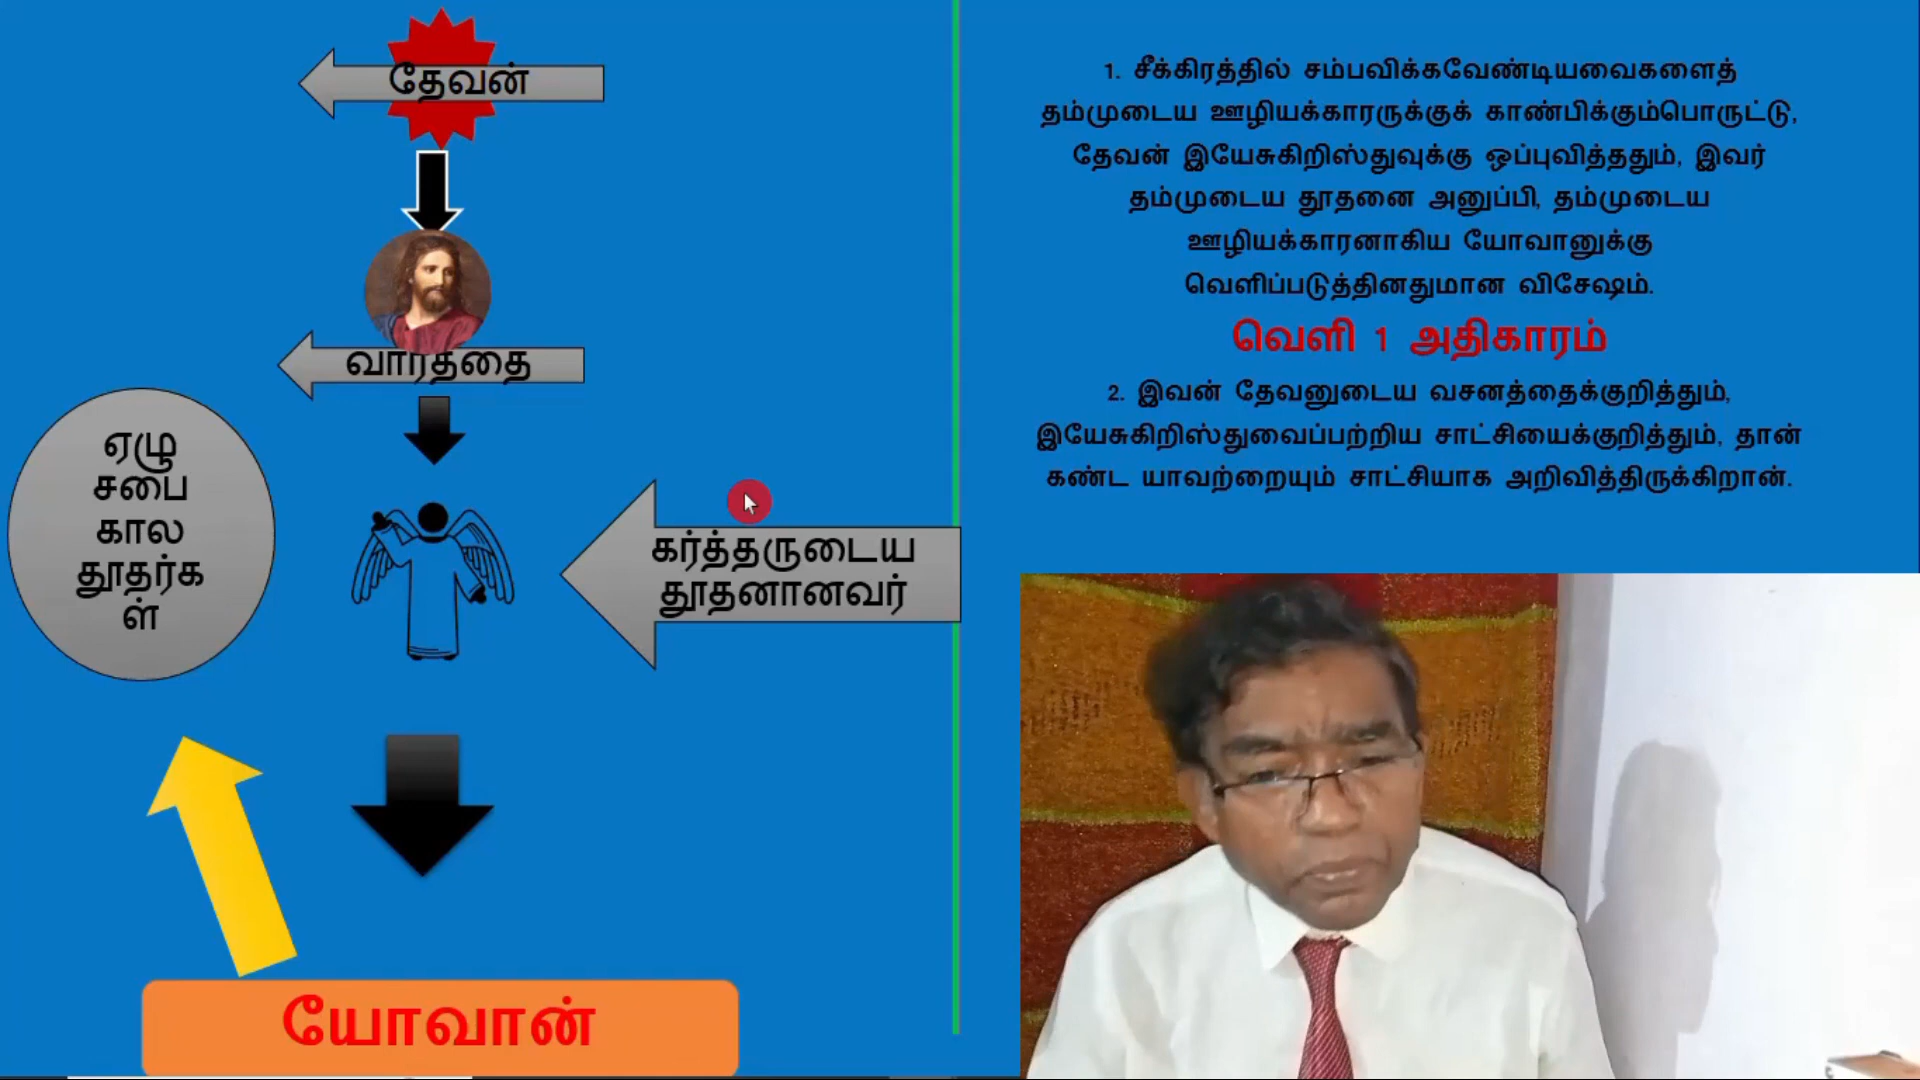 தேவன்
வார்த்தை
ஏழு
சபை
கால
தூதர்க
ள்
கர்த்தருடைய
தூதனானவர்
யோவான்
1. சீக்கிரத்தில் சம்பவிக்கவேண்டியவைகளைத்
தம்முடைய ஊழியக்காரருக்குக் காண்பிக்கும்பொருட்டு,
தேவன் இயேசுகிறிஸ்துவுக்கு ஒப்புவித்ததும், இவர்
தம்முடைய தூதனை அனுப்பி, தம்முடைய
ஊழியக்காரனாகிய யோவானுக்கு
வெளிப்படுத்தினதுமான விசேஷம்.
வெளி 1 அதிகாரம்
2. இவன் தேவனுடைய வசனத்தைக்குறித்தும்,
இயேசுகிறிஸ்துவைப்பற்றிய சாட்சியைக்குறித்தும், தான்
கண்ட யாவற்றையும் சாட்சியாக அறிவித்திருக்கிறான்.